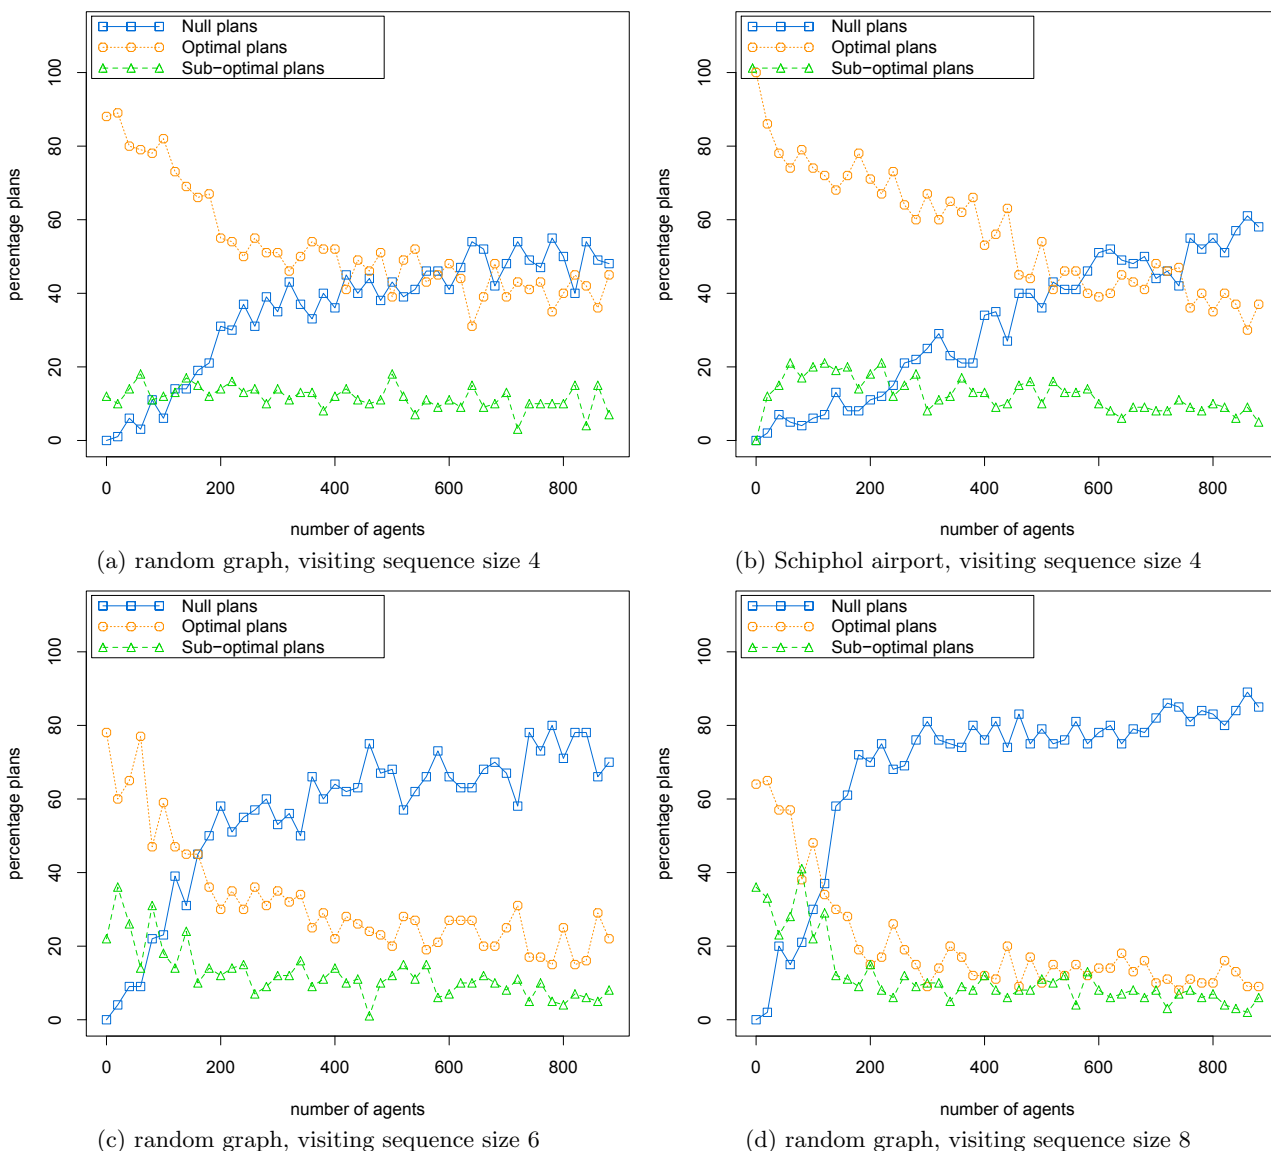 Null plans
Optimal plans
Sub−optimal plans
percentage plans
0 20 40 60 80 100
0 200 400 600 800
number of agents
(a) random graph, visiting sequence size 4
Null plans
Optimal plans
Sub−optimal plans
percentage plans
0 20 40 60 80 100
0 200 400 600 800
number of agents
(b) Schiphol airport, visiting sequence size 4
Null plans
Optimal plans
Sub−optimal plans
percentage plans
0 20 40 60 80 100
0 200 400 600 800
number of agents
(c) random graph, visiting sequence size 6
Null plans
Optimal plans
Sub−optimal plans
percentage plans
0 20 40 60 80 100
0 200 400 600 800
number of agents
(d) random graph, visiting sequence size 8